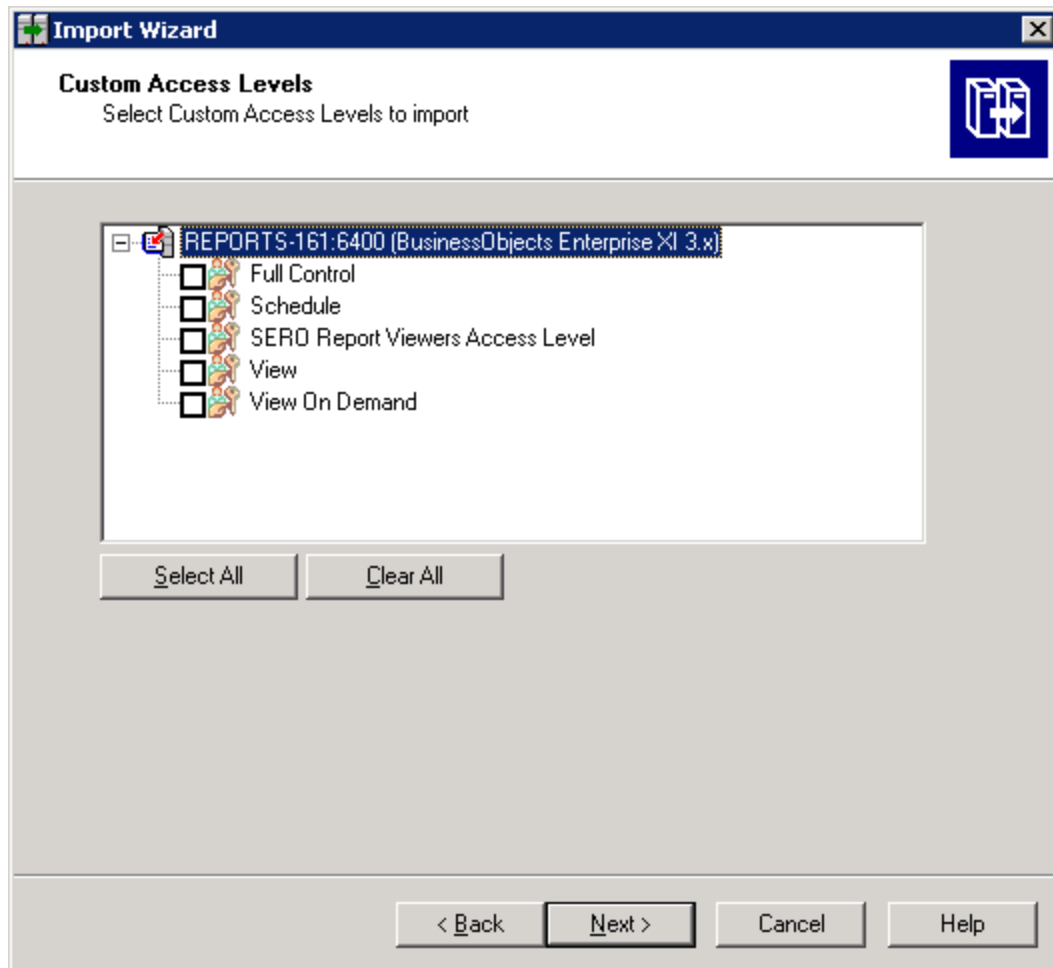 Import Wizard
Custom Access Levels
Select Custom Access Levels to import
REPORTS-161:6400 (BusinessObjects Enterprise XI 3.x)
Full Control
Schedule
SERO Report Viewers Access Level
View
View On Demand
Select All Clear All
< Back Next > Cancel Help